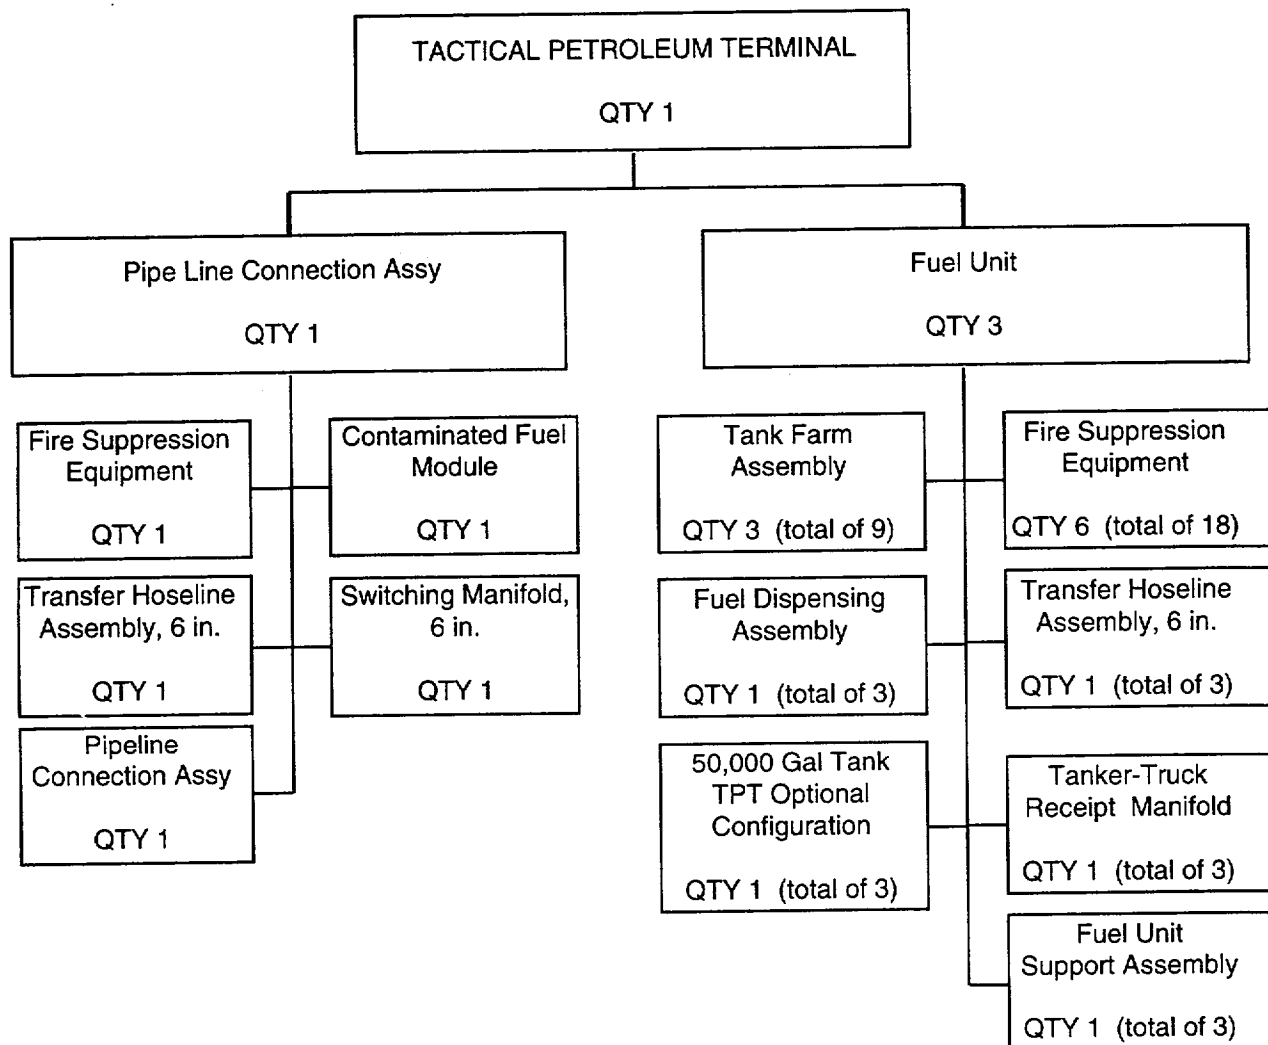 TACTICAL PETROLEUM TERMINAL
QTY 1
Pipe Line Connection Assy
QTY 1
Fire Suppression
Equipment
QTY 1
Contaminated Fuel
Module
QTY 1
Transfer Hoseline
Assembly, 6 in.
QTY 1
Switching Manifold,
6 in.
QTY 1
Pipeline
Connection Assy
QTY 1
Fuel Unit
QTY 3
Tank Farm
Assembly
QTY 3 (total of 9)
Fire Suppression
Equipment
QTY 6 (total of 18)
Fuel Dispensing
Assembly
QTY 1 (total of 3)
Transfer Hoseline
Assembly, 6 in.
QTY 1 (total of 3)
50,000 Gal Tank
TPT Optional
Configuration
QTY 1 (total of 3)
Tanker-Truck
Receipt Manifold
QTY 1 (total of 3)
Fuel Unit
Support Assembly
QTY 1 (total of 3)